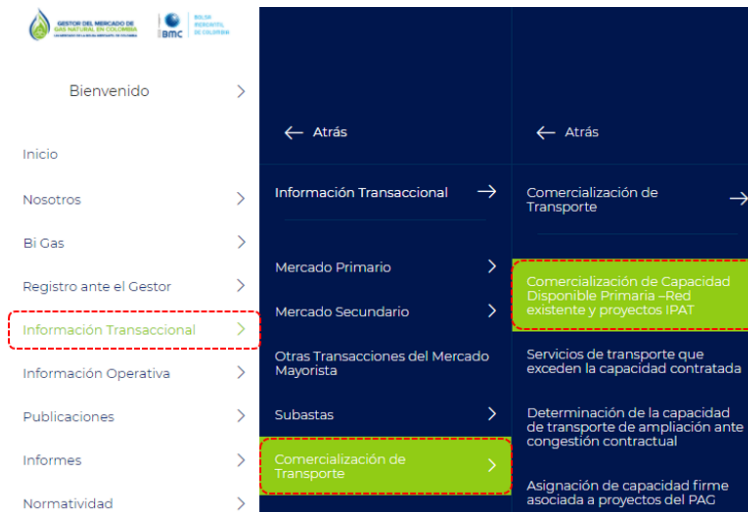 GESTOR DEL MERCADO DE
GAS NATURAL EN COLOMBIA
BMC
BOLSA
MERCANTIL
DE COLOMBIA
Bienvenido
Inicio
Nosotros
Bi Gas
Registro ante el Gestor
Información Transaccional
Información Operativa
Publicaciones
Informes
Normatividad
Atrás
Información Transaccional
Mercado Primario
Mercado Secundario
Otras Transacciones del Mercado
Mayorista
Subastas
Comercialización de
Transporte
Atrás
Comercialización de
Transporte
Comercialización de Capacidad
Disponible Primaria –Red
existente y proyectos IPAT
Servicios de transporte que
exceden la capacidad contratada
Determinación de la capacidad
de transporte de ampliación ante
congestión contractual
Asignación de capacidad firme
asociada a proyectos del PAG